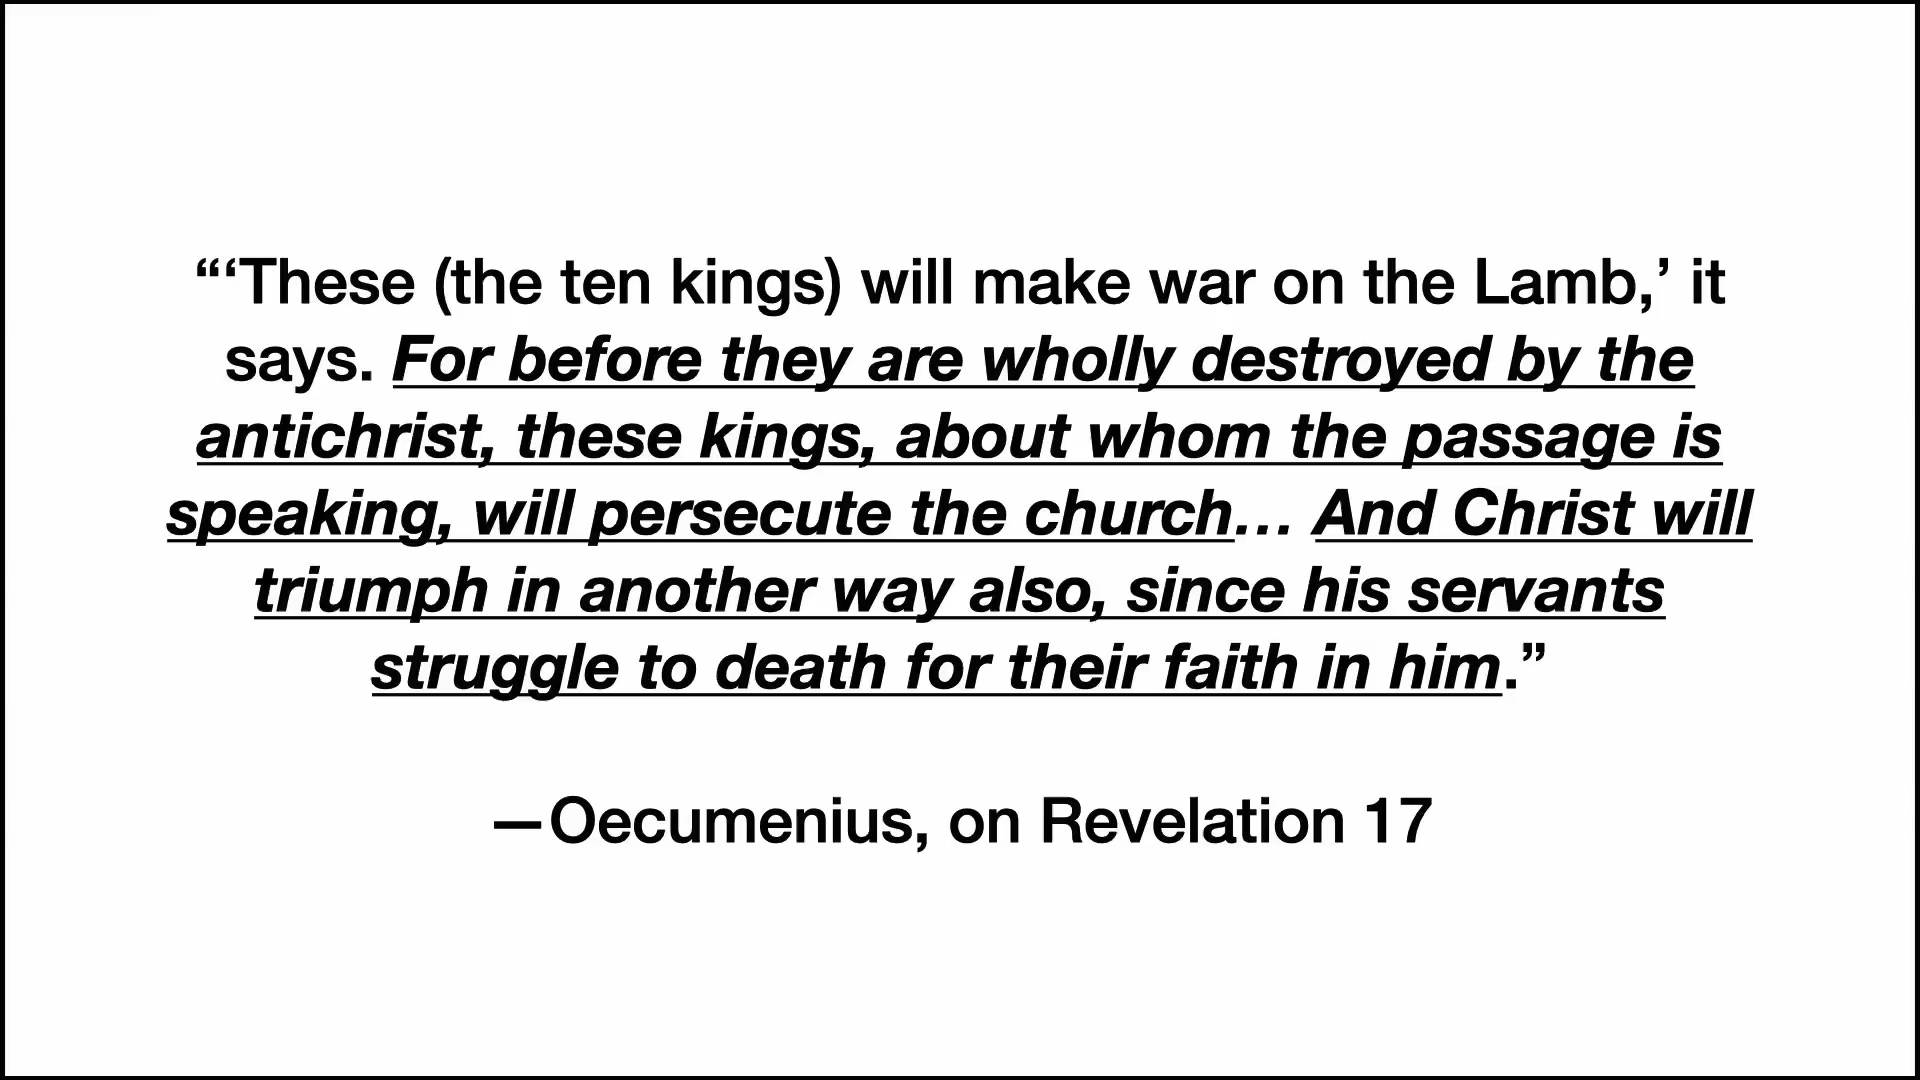 “‘These (the ten kings) will make war on the Lamb,’ it
says. For before they are wholly destroyed by the
antichrist, these kings, about whom the passage is
speaking, will persecute the church… And Christ will
triumph in another way also, since his servants
struggle to death for their faith in him.”
—Oecumenius, on Revelation 17